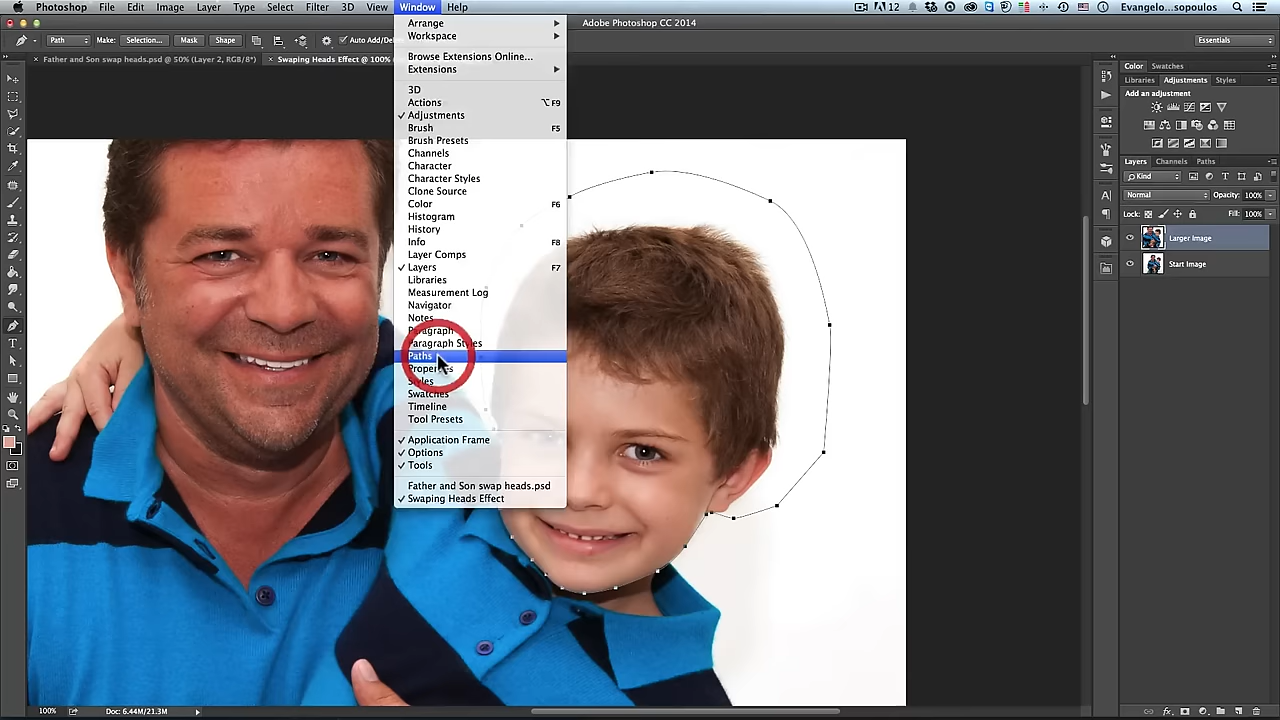 Photoshop File Edit Image Layer Type Select Filter 3D View Window Help 12 Evangelo...sopoulos
Adobe Photoshop CC 2014
Path Make: Selection... Mask Shape Auto Add/De Essentials
Father and Son swap heads.psd @ 50% (Layer 2, RGB/8*) Swaping Heads Effect @ 100%
Arrange
Workspace
Browse Extensions Online...
Extensions
3D
Actions ⌥F9
Adjustments
Brush F5
Brush Presets
Channels
Character
Character Styles
Clone Source
Color F6
Histogram
History
Info F8
Layer Comps
Layers F7
Libraries
Measurement Log
Navigator
Notes
Paragraph
Paragraph Styles
Paths
Properties
Styles
Swatches
Timeline
Tool Presets
Application Frame
Options
Tools
Father and Son swap heads.psd
Swaping Heads Effect
Color Swatches
Libraries Adjustments Styles
Add an adjustment
Layers Channels Paths
Kind
Normal Opacity: 100%
Lock: Fill: 100%
Larger Image
Start Image
100% Doc: 6.44M/21.3M